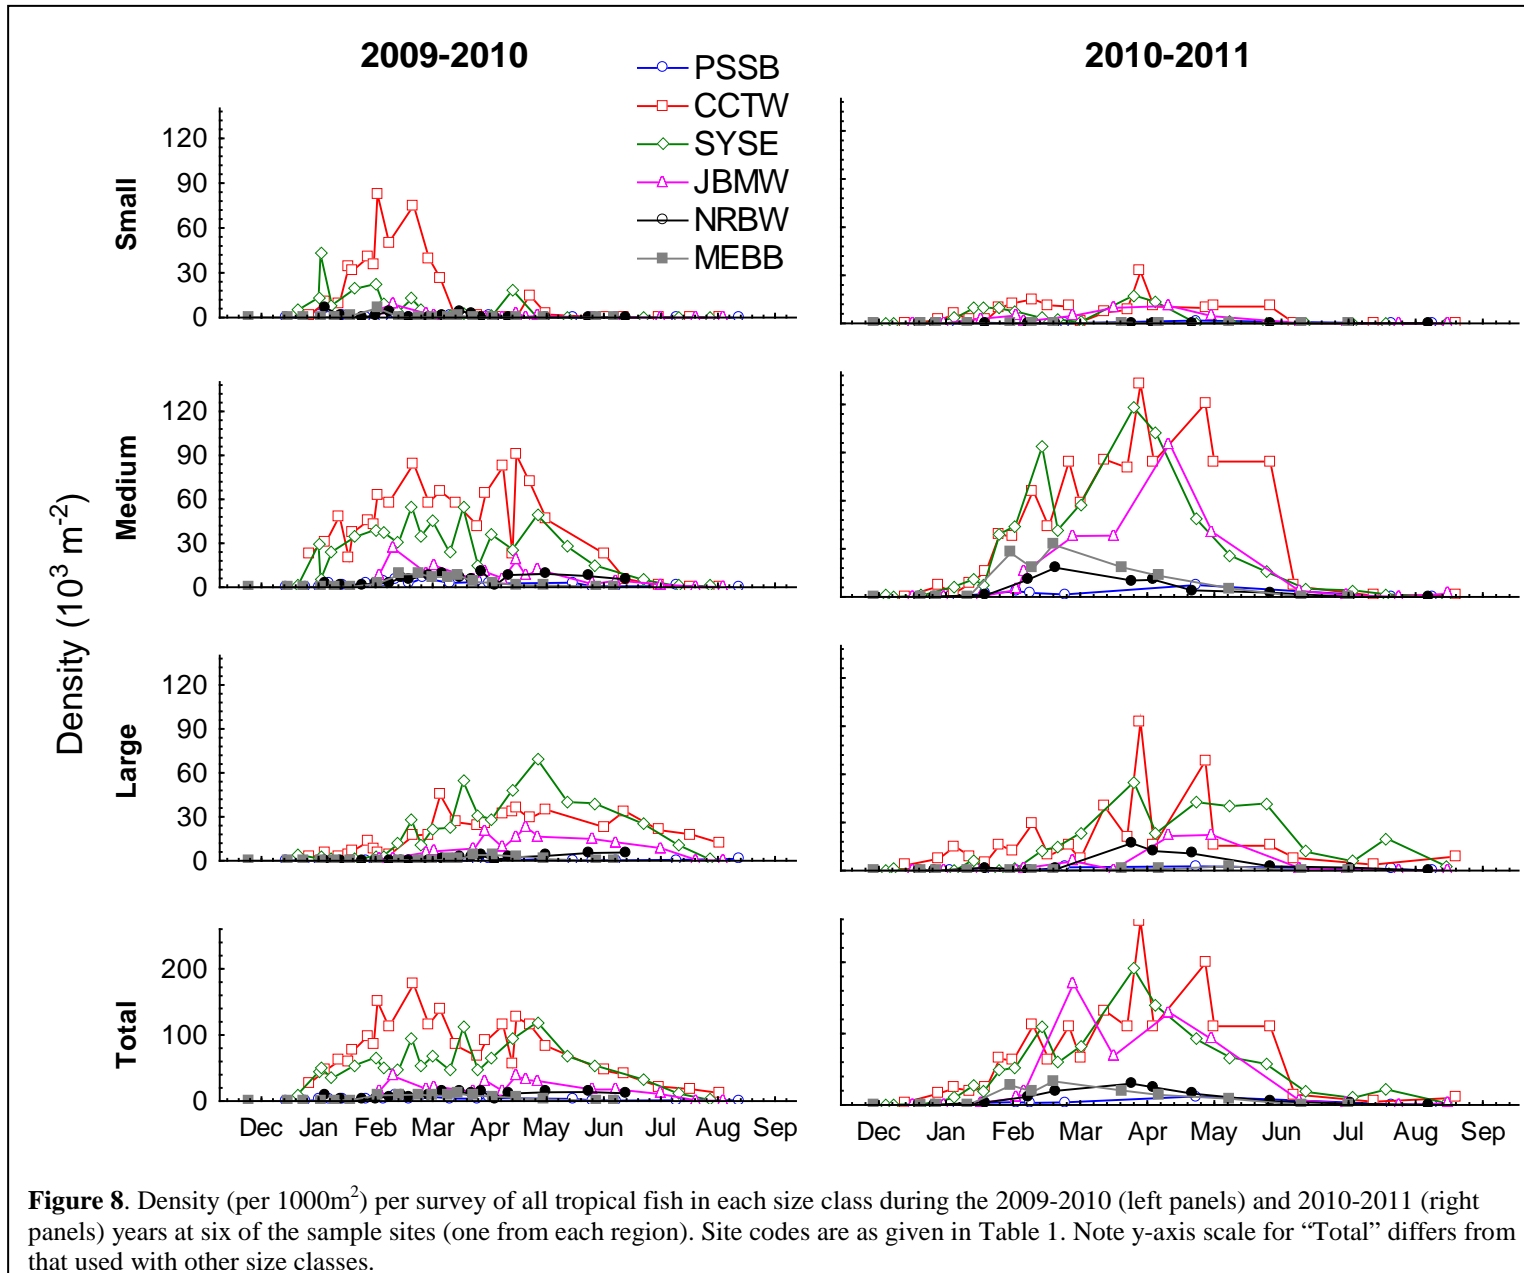 2009-2010
2010-2011
PSSB
CCTW
SYSE
JBMW
NRBW
MEBB
Small
120
90
60
30
0
Medium
120
90
60
30
0
Density (10³ m⁻²)
Large
120
90
60
30
0
Total
200
100
0
Dec Jan Feb Mar Apr May Jun Jul Aug Sep
Dec Jan Feb Mar Apr May Jun Jul Aug Sep
Figure 8. Density (per 1000m²) per survey of all tropical fish in each size class during the 2009-2010 (left panels) and 2010-2011 (right
panels) years at six of the sample sites (one from each region). Site codes are as given in Table 1. Note y-axis scale for “Total” differs from
that used with other size classes.